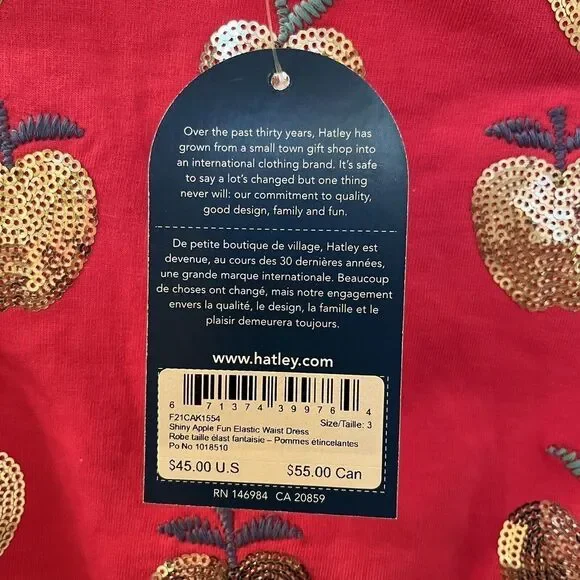 Over the past thirty years, Hatley has
grown from a small town gift shop into
an international clothing brand. It's safe
to say a lot's changed but one thing
never will: our commitment to quality,
good design, family and fun.
De petite boutique de village, Hatley est
devenue, au cours des 30 dernières années,
une grande marque internationale. Beaucoup
de choses ont changé, mais notre engagement
envers la qualité, le design, la famille et le
plaisir demeurera toujours.
www.hatley.com
6 71374 39976 4
F21CAK1554 Size/Taille: 3
Shiny Apple Fun Elastic Waist Dress
Robe taille élast fantaisie – Pommes étincelantes
Po No 1018510
$45.00 U.S $55.00 Can
RN 146984 CA 20859